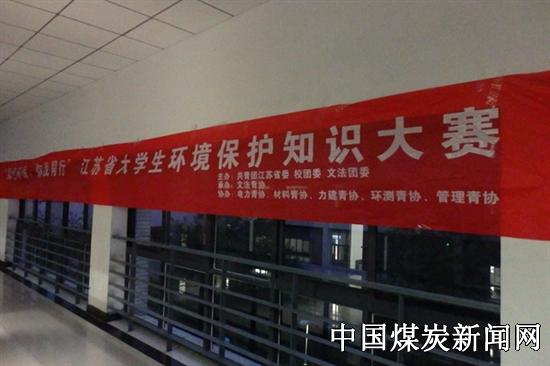 同行” 江苏省大学生环境保护知识大赛
主办：共青团江苏省委 校团委 文法团委
承办：文法青协
协办：电力青协、材料青协、力建青协、环测青协、管理青协
中国煤炭新闻网